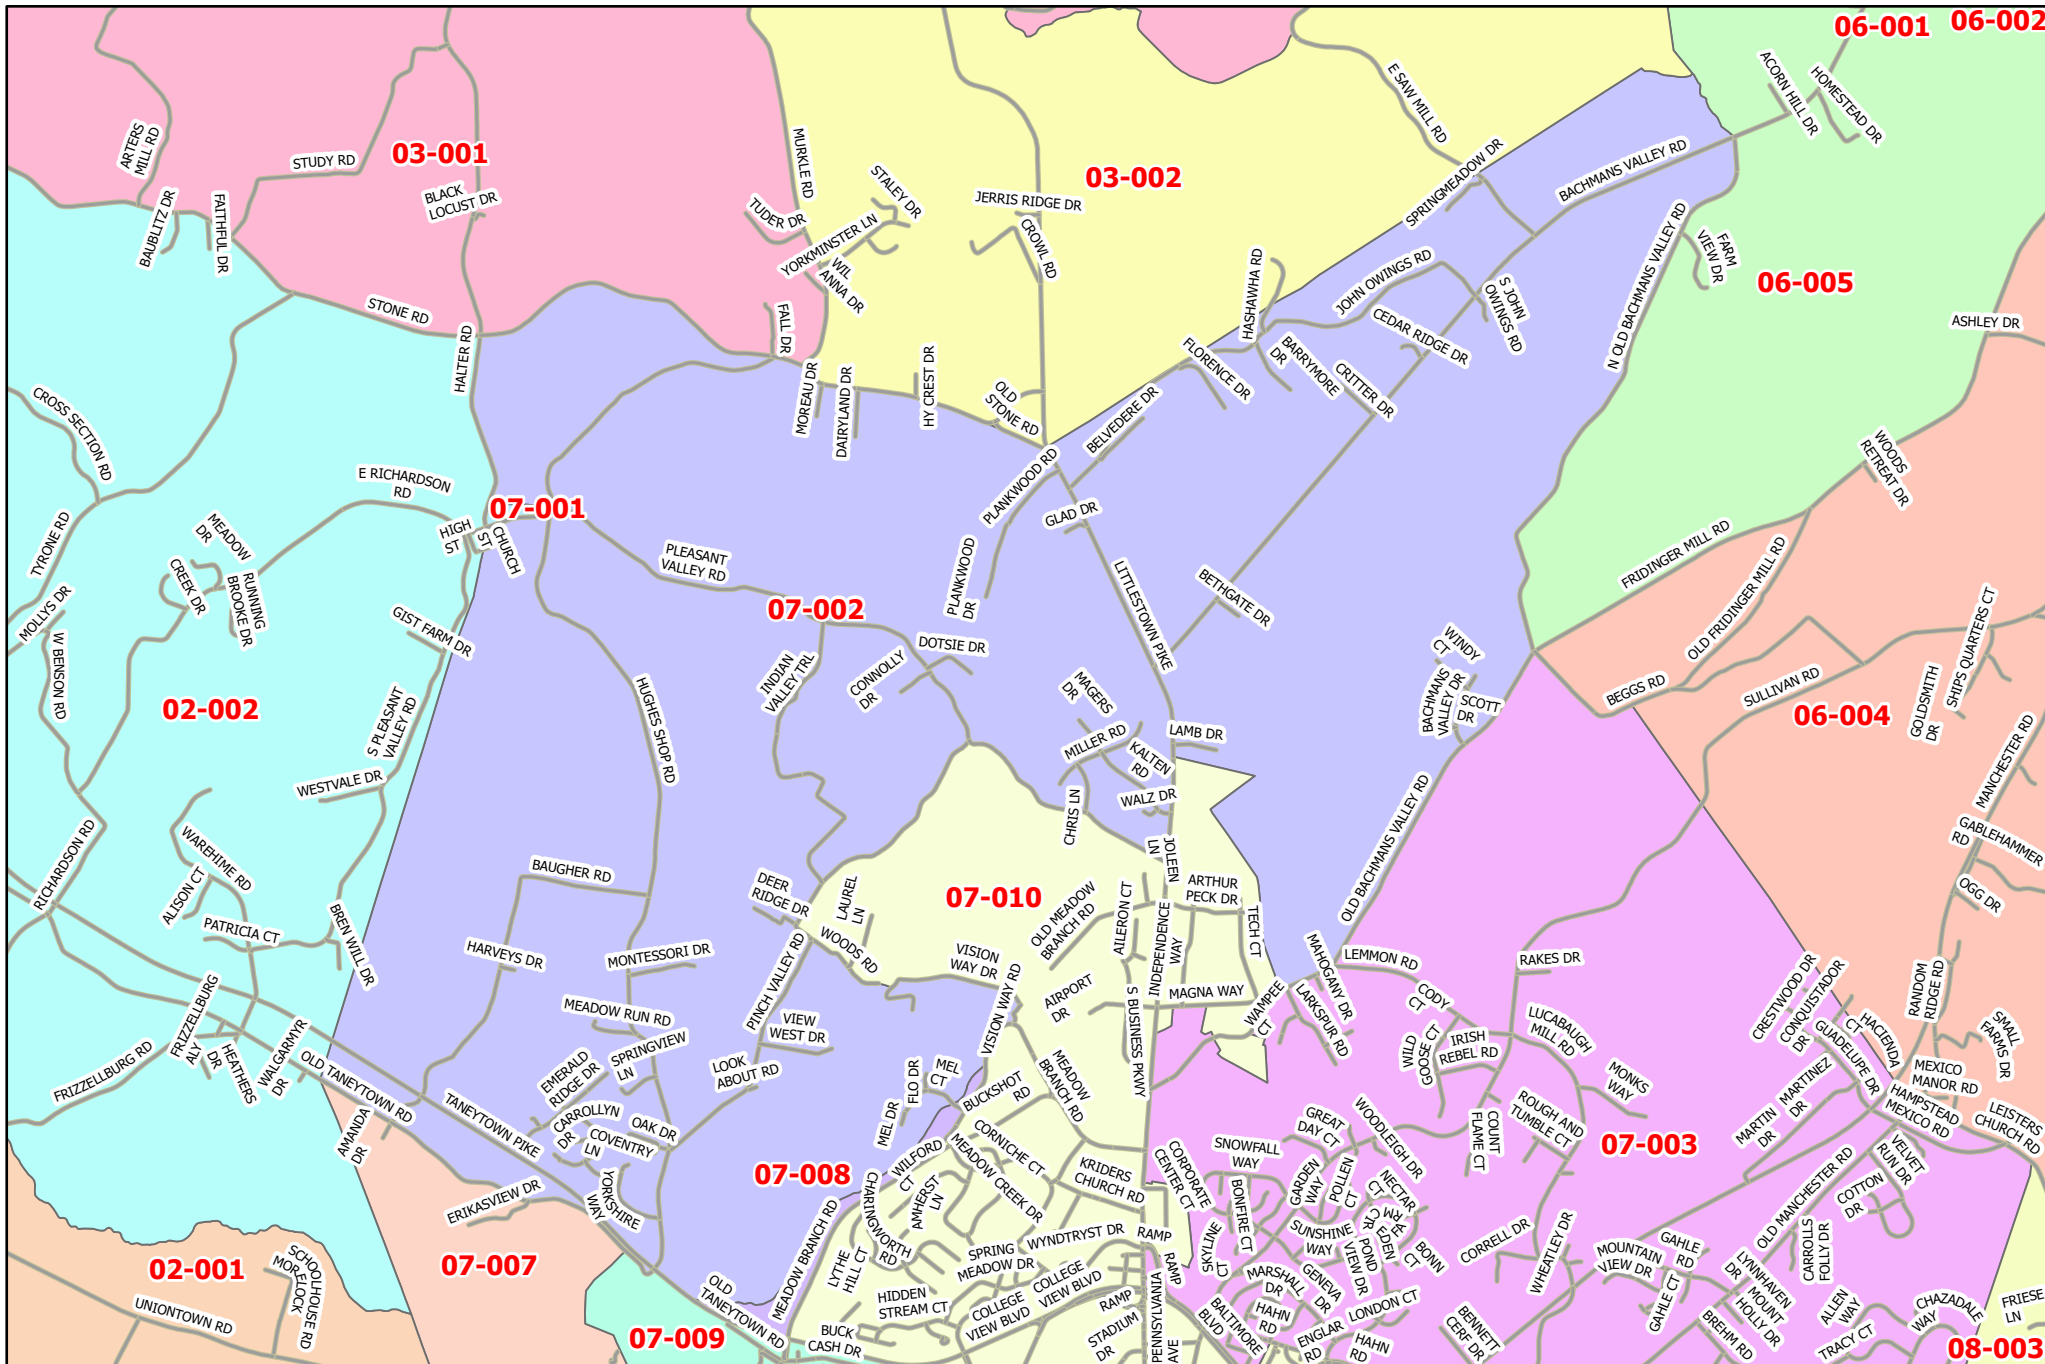 06-001
06-002
ACORN HILL DR
HOMESTEAD DR
E SAW MILL RD
ARTERS
MILL RD
STUDY RD
03-001
MURKLE RD
03-002
BACHMANS VALLEY RD
SPRINGMEADOW DR
BAUBLITZ DR
FAITHFUL DR
BLACK
LOCUST DR
TUDER DR
STALEY DR
YORKMINSTER LN
JERRIS RIDGE DR
CROWL RD
WIL
ANNA DR
HASHAWHA RD
JOHN OWINGS RD
S JOHN
OWINGS RD
N OLD BACHMANS VALLEY RD
FARM
VIEW DR
06-005
ASHLEY DR
STONE RD
HALTER RD
FALL DR
MOREAU DR
DAIRYLAND DR
HY CREST DR
OLD
STONE RD
FLORENCE DR
BARRYMORE
DR
CEDAR RIDGE DR
CRITTER DR
BELVEDERE DR
CROSS SECTION RD
E RICHARDSON
RD
07-001
PLANKWOOD RD
GLAD DR
WOODS
RETREAT DR
TYRONE RD
MEADOW
DR
HIGH
ST
CHURCH
ST
PLEASANT
VALLEY RD
FRIDINGER MILL RD
CREEK DR
RUNNING
BROOKE DR
MOLLYS DR
07-002
PLANKWOOD
DR
LITTLESTOWN PIKE
BETHGATE DR
OLD FRIDINGER MILL RD
W BENSON RD
GIST FARM DR
DOTSIE DR
INDIAN
VALLEY TRL
CONNOLLY
DR
WINDY
CT
SHIPS QUARTERS CT
02-002
S PLEASANT
VALLEY RD
HUGHES SHOP RD
MAGERS
DR
BACHMANS
VALLEY DR
SCOTT
DR
BEGGS RD
SULLIVAN RD
06-004
GOLDSMITH
DR
MILLER RD
LAMB DR
KALTEN
RD
WESTVALE DR
MANCHESTER RD
CHRIS LN
WALZ DR
OLD BACHMANS VALLEY RD
RICHARDSON RD
WAREHIME RD
ALISON CT
BAUGHER RD
JOLEEN
LN
GABLEHAMMER
RD
DEER
RIDGE DR
LAUREL
LN
07-010
ARTHUR
PECK DR
OGG DR
PATRICIA CT
BREN WILL DR
HARVEYS DR
MONTESSORI DR
WOODS RD
VISION
WAY DR
OLD MEADOW
BRANCH RD
AILERON CT
INDEPENDENCE
WAY
TECH CT
LEMMON RD
RAKES DR
MAHOGANY DR
CRESTWOOD DR
CONQUISTADOR
DR
PINCH VALLEY RD
VISION WAY RD
AIRPORT
DR
MAGNA WAY
WAMPEE
CT
LARKSPUR RD
CODY
CT
RANDOM
RIDGE RD
FRIZZELLBURG
ALY
MEADOW RUN RD
VIEW
WEST DR
S BUSINESS PKWY
WILD
GOOSE CT
IRISH
REBEL RD
LUCABAUGH
MILL RD
GUADELUPE DR
HACIENDA
CT
SMALL
FARMS DR
FRIZZELLBURG RD
HEATHERS
DR
WALGARMYR
DR
OLD TANEYTOWN RD
SPRINGVIEW
LN
EMERALD
RIDGE DR
LOOK
ABOUT RD
FLO DR
MEL
CT
BUCKSHOT
RD
MEADOW
BRANCH RD
MONKS
WAY
MARTINEZ
DR
MARTIN
DR
MEXICO
MANOR RD
HAMPSTEAD
MEXICO RD
LEISTERS
CHURCH RD
AMANDA
DR
TANEYTOWN PIKE
CARROLLYN
DR
COVENTRY
LN
OAK DR
MEL DR
WILFORD
CT
CORNICHE CT
MEADOW CREEK DR
KRIDERS
CHURCH RD
CORPORATE
CENTER CT
SNOWFALL
WAY
GREAT
DAY CT
WOODLEIGH DR
COUNT
FLAME CT
ROUGH AND
TUMBLE CT
07-003
VELVET
RUN DR
07-008
ERIKASVIEW DR
YORKSHIRE
WAY
CHARINGWORTH
RD
AMHERST
LN
BONFIRE CT
GARDEN
WAY
POLLEN
CT
NECTAR
CT
OLD MANCHESTER RD
COTTON
DR
02-001
SCHOOLHOUSE RD
MORELOCK
07-007
MEADOW BRANCH RD
LYTHE
HILL CT
WYNDTRYST DR
SPRING
MEADOW DR
RAMP
RAMP
SKYLINE
CT
SUNSHINE
WAY
POND
VIEW DR
EDEN
CT
BONN
CT
CORRELL DR
WHEATLEY DR
MOUNTAIN
VIEW DR
GAHLE
RD
CARROLLS
FOLLY DR
UNIONTOWN RD
07-009
OLD
TANEYTOWN RD
HIDDEN
STREAM CT
COLLEGE
VIEW BLVD
COLLEGE
VIEW BLVD
RAMP
STADIUM
DR
PENNSYLVANIA
AVE
MARSHALL
DR
GENEVA
DR
HAHN
RD
BALTIMORE
BLVD
ENGLAR
RD
LONDON CT
HAHN
RD
BENNETT
CERF DR
GAHLE CT
LYNNHAVEN
DR
MOUNT
HOLLY DR
BREHM RD
ALLEN
WAY
TRACY CT
CHAZADALE
WAY
FRIESE
LN
BUCK
CASH DR
08-003